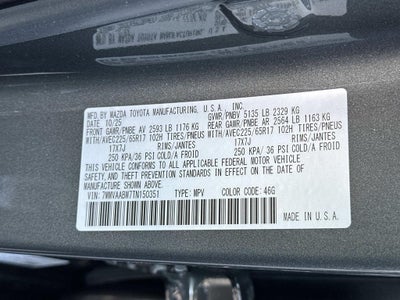 MFD. BY MAZDA TOYOTA MANUFACTURING, U.S.A., INC.
10/25 GVWR/PNBV 5135 LB 2329 KG
FRONT GAWR/PNBE AV 2593 LB 1176 KG REAR GAWR/PNBE AR 2564 LB 1163 KG
WITH/AVEC225/65R17 102H TIRES/PNEUS WITH/AVEC225/65R17 102H TIRES/PNEUS
17X7J RIMS/JANTES 17X7J RIMS/JANTES
250 KPA/ 36 PSI COLD/A FROID 250 KPA/ 36 PSI COLD/A FROID
THIS VEHICLE CONFORMS TO ALL APPLICABLE FEDERAL MOTOR VEHICLE
SAFETY, BUMPER, AND THEFT PREVENTION STANDARDS IN EFFECT ON
THE DATE OF MANUFACTURE SHOWN ABOVE.
VIN: 7MMVAABW7TN150351 TYPE: MPV COLOR CODE: 46G
MADE IN U.S.A.